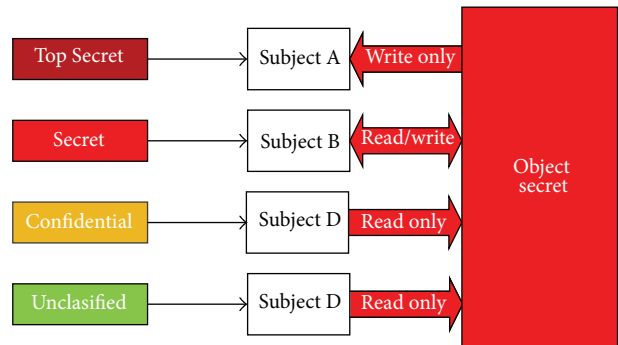 Top Secret
Subject A
Write only
Secret
Subject B
Read/write
Object
secret
Confidential
Subject D
Read only
Unclasified
Subject D
Read only